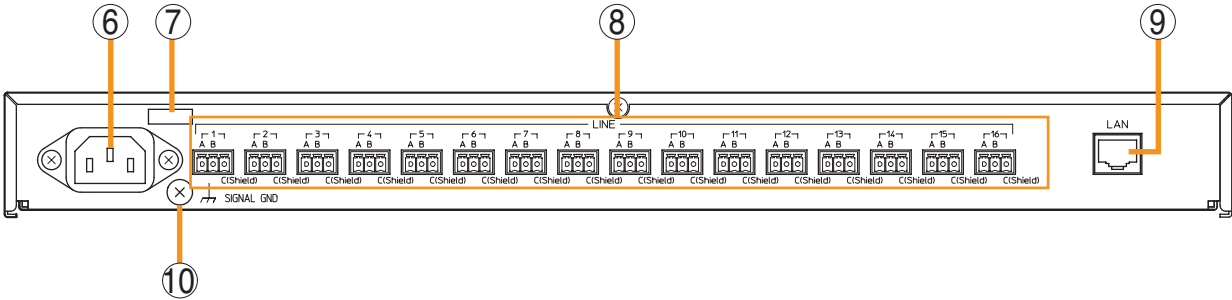 6 7 8 9
LINE
LAN
1 2 3 4 5 6 7 8 9 10 11 12 13 14 15 16
A B A B A B A B A B A B A B A B A B A B A B A B A B A B A B A B
C(Shield) C(Shield) C(Shield) C(Shield) C(Shield) C(Shield) C(Shield) C(Shield) C(Shield) C(Shield) C(Shield) C(Shield) C(Shield) C(Shield) C(Shield) C(Shield)
SIGNAL GND
10